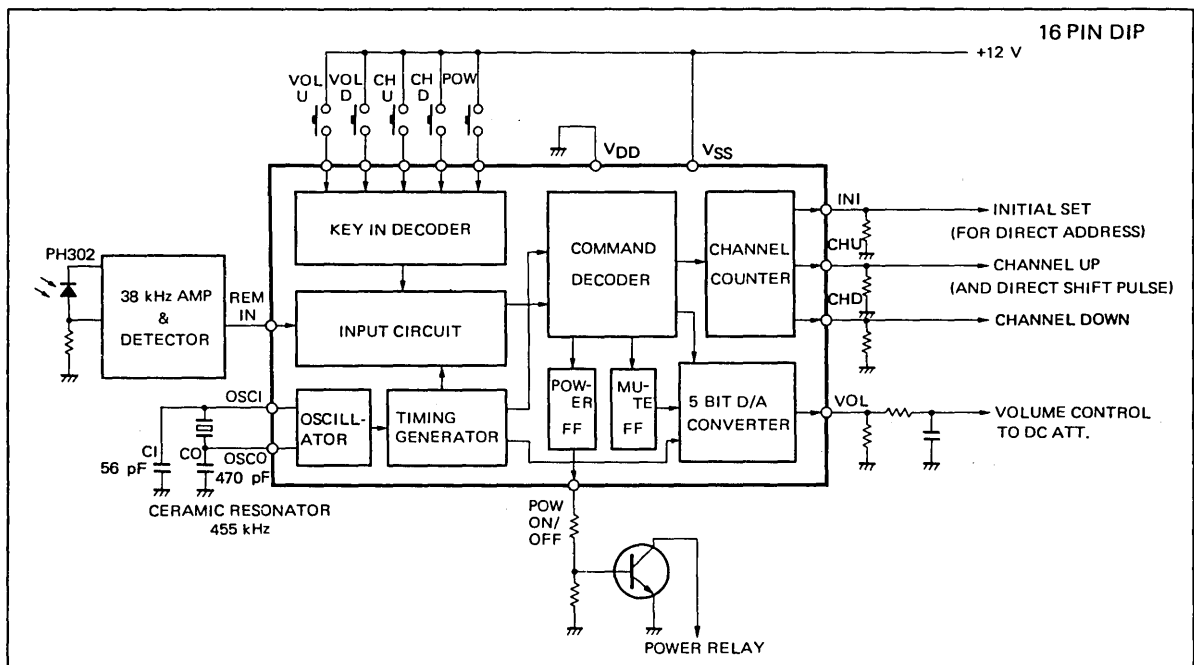 16 PIN DIP
+12 V
VOL U
VOL D
CH U
CH D
POW
VDD
VSS
KEY IN DECODER
COMMAND
DECODER
CHANNEL
COUNTER
INI
INITIAL SET
(FOR DIRECT ADDRESS)
CHU
CHANNEL UP
(AND DIRECT SHIFT PULSE)
CHD
CHANNEL DOWN
PH302
38 kHz AMP
&
DETECTOR
REM
IN
INPUT CIRCUIT
OSCI
OSCILL-
ATOR
TIMING
GENERATOR
POW-
ER
FF
MU-
TE
FF
5 BIT D/A
CONVERTER
VOL
VOLUME CONTROL
TO DC ATT.
CI
56 pF
CO
OSCO
470 pF
CERAMIC RESONATOR
455 kHz
POW
ON/
OFF
POWER RELAY